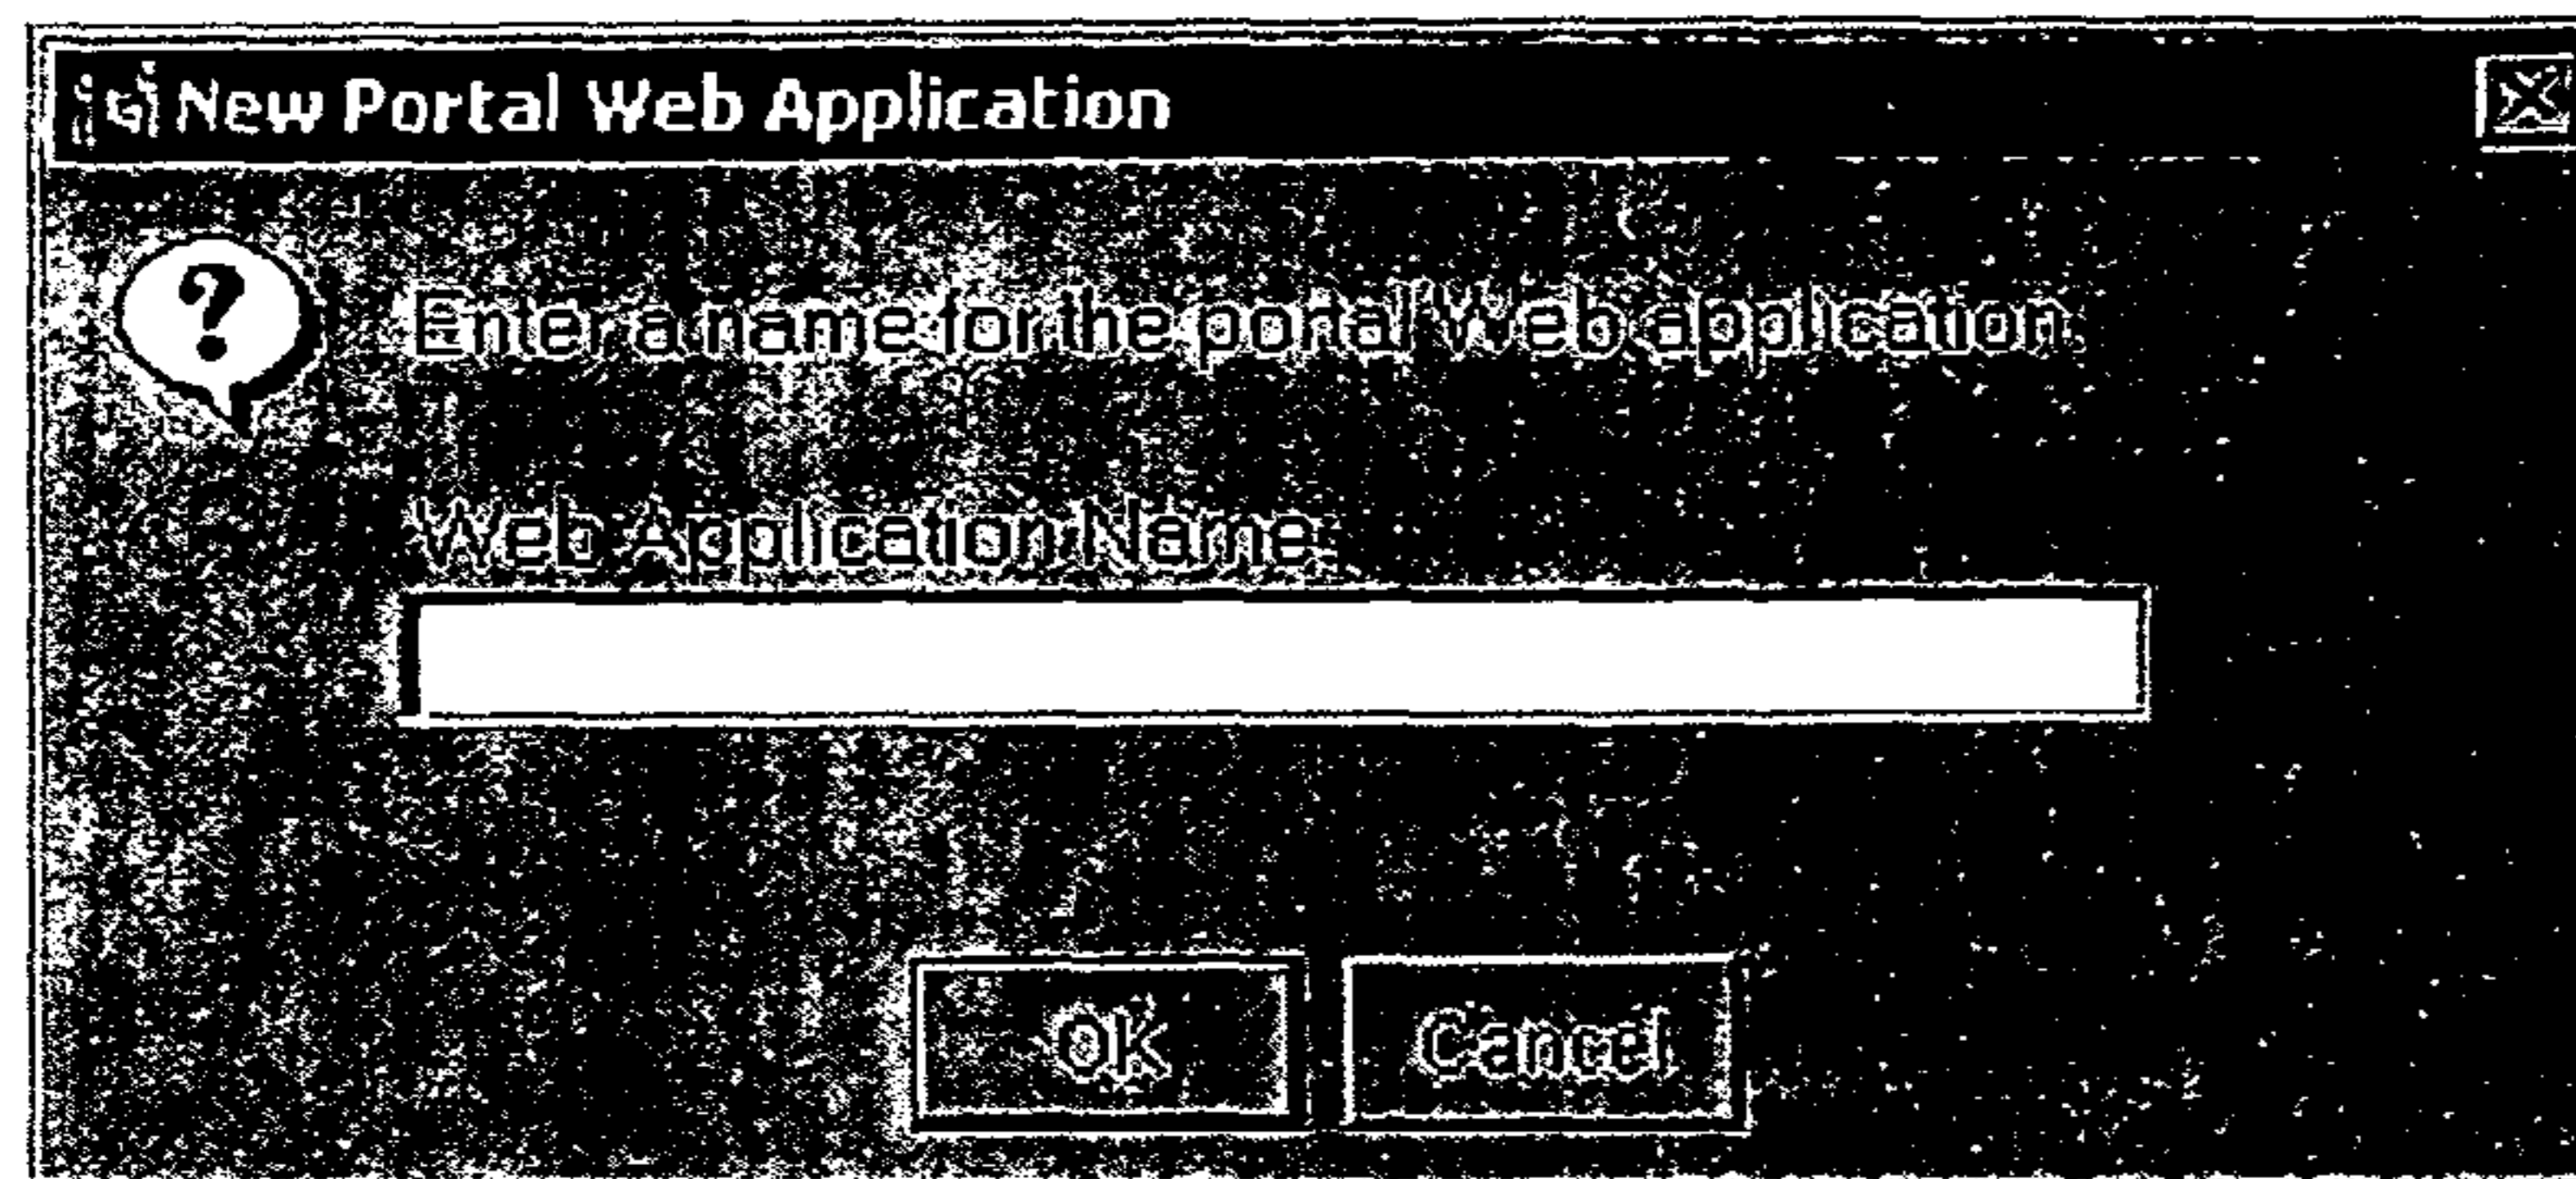 New Portal Web Application
Enter a name for the portal Web application.
Web Application Name:
OK
Cancel